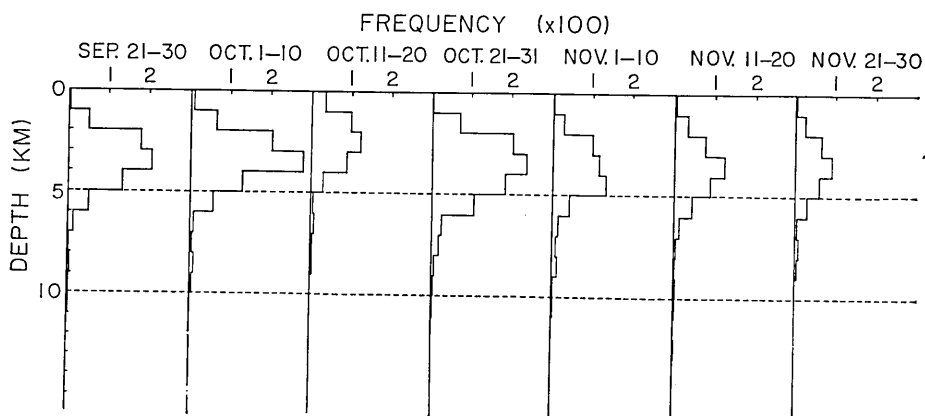 FREQUENCY (x100)
SEP. 21–30 OCT. 1–10 OCT. 11–20 OCT. 21–31 NOV. 1–10 NOV. 11–20 NOV. 21–30
1 2 1 2 1 2 1 2 1 2 1 2 1 2
0
5
10
DEPTH (KM)